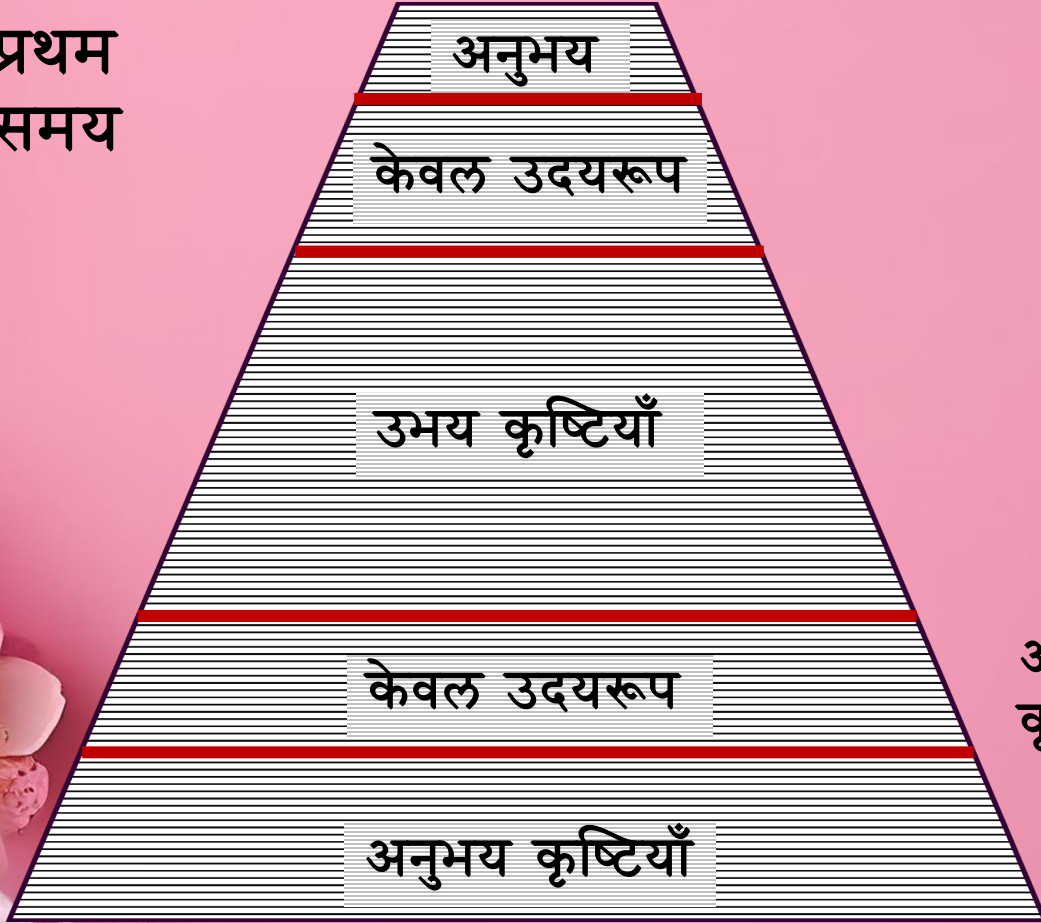 प्रथम
समय
अनुभय
केवल उदयरूप
उभय कृष्टियाँ
केवल उदयरूप
अनुभय कृष्टियाँ